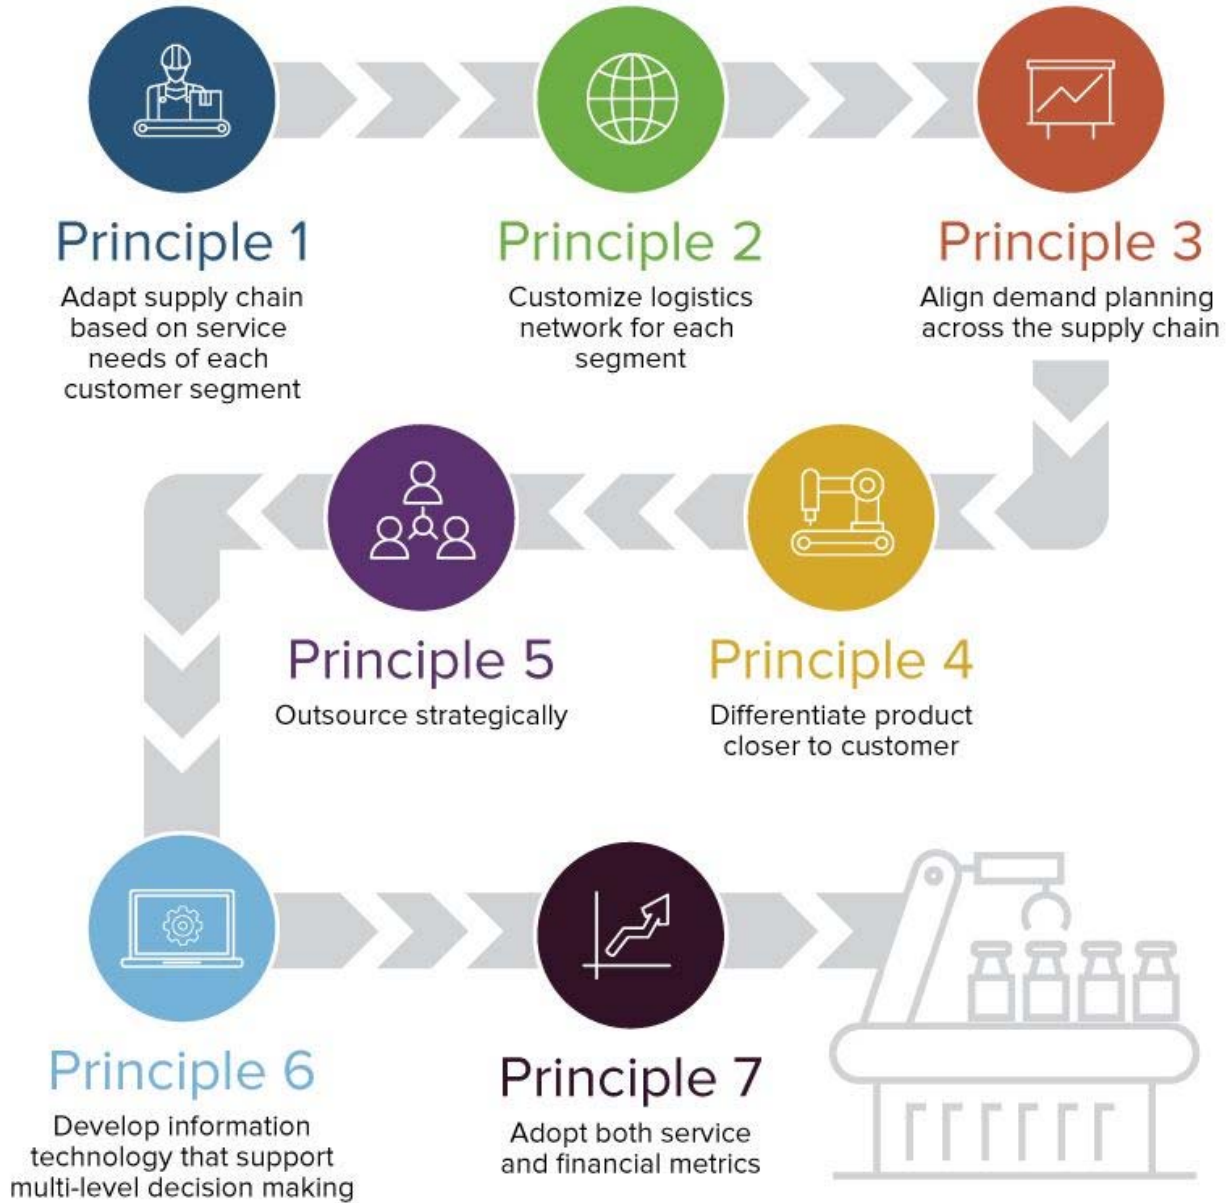 Principle 1
Adapt supply chain
based on service
needs of each
customer segment
Principle 2
Customize logistics
network for each
segment
Principle 3
Align demand planning
across the supply chain
Principle 4
Differentiate product
closer to customer
Principle 5
Outsource strategically
Principle 6
Develop information
technology that support
multi-level decision making
Principle 7
Adopt both service
and financial metrics